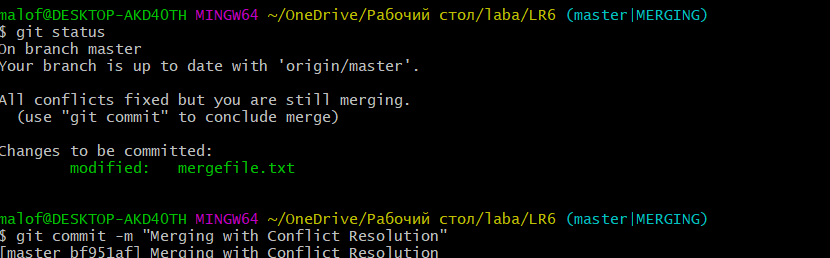 malof@DESKTOP-AKD40TH MINGW64 ~/OneDrive/Рабочий стол/laba/LR6 (master|MERGING)
$ git status
On branch master
Your branch is up to date with 'origin/master'.
All conflicts fixed but you are still merging.
(use "git commit" to conclude merge)
Changes to be committed:
modified: mergefile.txt
malof@DESKTOP-AKD40TH MINGW64 ~/OneDrive/Рабочий стол/laba/LR6 (master|MERGING)
$ git commit -m "Merging with Conflict Resolution"
[master bf951af] Merging with Conflict Resolution